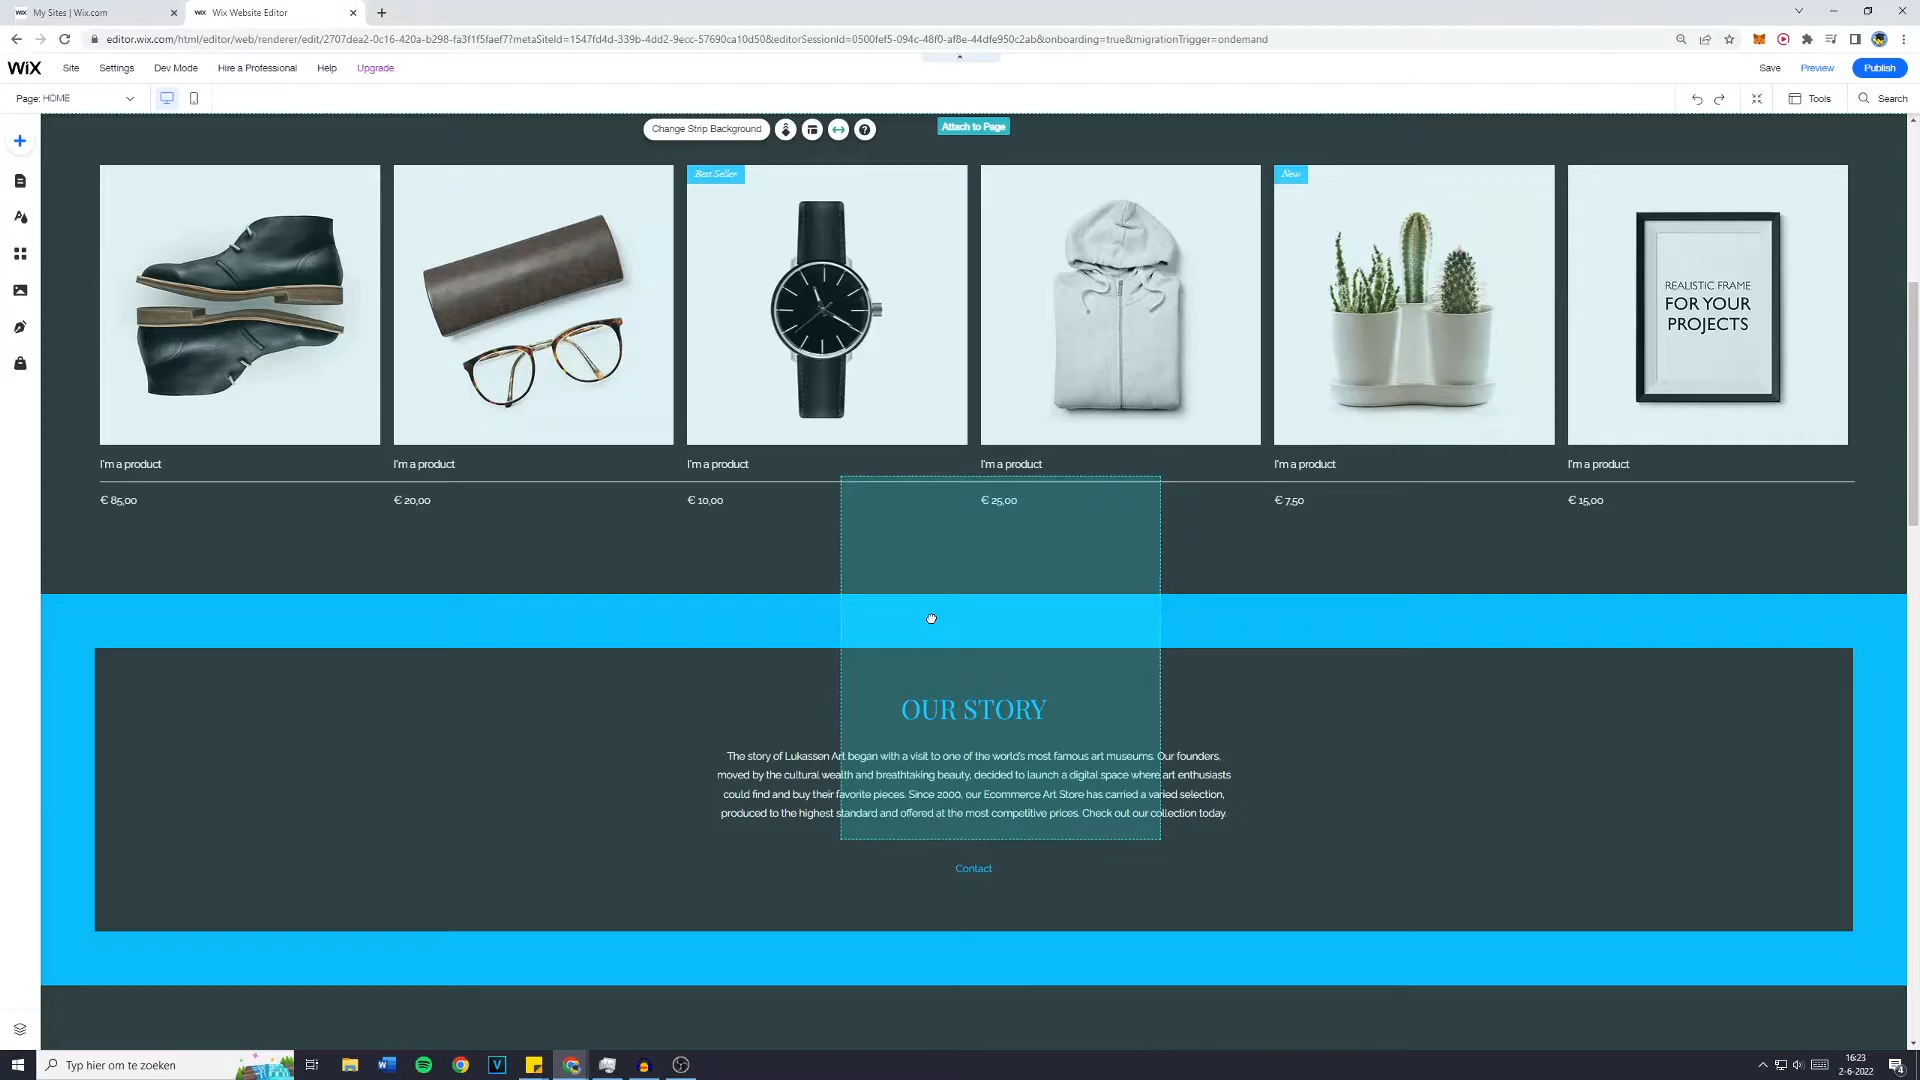 My Sites | Wix.com
Wix Website Editor
editor.wix.com/html/editor/web/renderer/edit/2707dea2-0c16-420a-b298-fa3f1f5faef7?metaSiteId=1547fd4d-339b-4dd2-9ecc-57690ca10d50&editorSessionId=0500fef5-094c-48f0-af8e-44dfe950c2ab&onboarding=true&migrationTrigger=ondemand
WiX Site Settings Dev Mode Hire a Professional Help Upgrade Save Preview Publish
Page: HOME Tools Search
Change Strip Background ? Attach to Page
Best Seller
New
REALISTIC FRAME
FOR YOUR
PROJECTS
I'm a product I'm a product I'm a product I'm a product I'm a product I'm a product
€ 85,00 € 20,00 € 10,00 € 25,00 € 7,50 € 15,00
OUR STORY
The story of Lukassen Art began with a visit to one of the world's most famous art museums. Our founders,
moved by the cultural wealth and breathtaking beauty, decided to launch a digital space where art enthusiasts
could find and buy their favorite pieces. Since 2000, our Ecommerce Art Store has carried a varied selection,
produced to the highest standard and offered at the most competitive prices. Check out our collection today.
Contact
Typ hier om te zoeken
16:23
2-6-2022